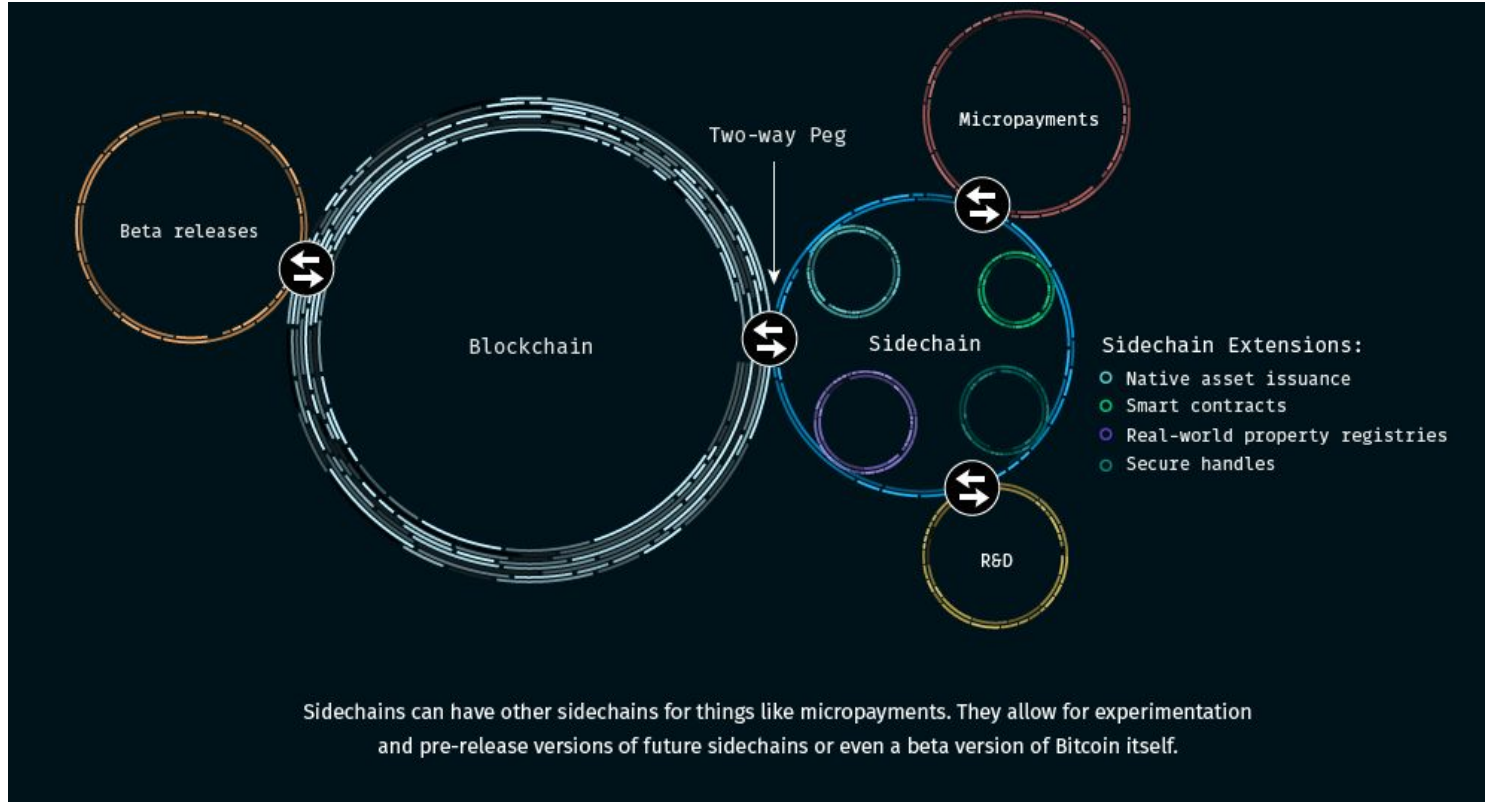 Micropayments
Two-way Peg
Beta releases
Blockchain
Sidechain
Sidechain Extensions:
Native asset issuance
Smart contracts
Real-world property registries
Secure handles
R&D
Sidechains can have other sidechains for things like micropayments. They allow for experimentation
and pre-release versions of future sidechains or even a beta version of Bitcoin itself.